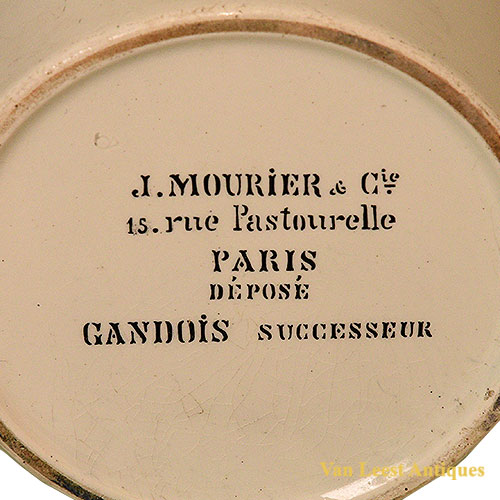 J. MOURIER & Cie
15. rue Pastourelle
PARIS
DÉPOSÉ
GANDOIS SUCCESSEUR
Van Leest Antiques